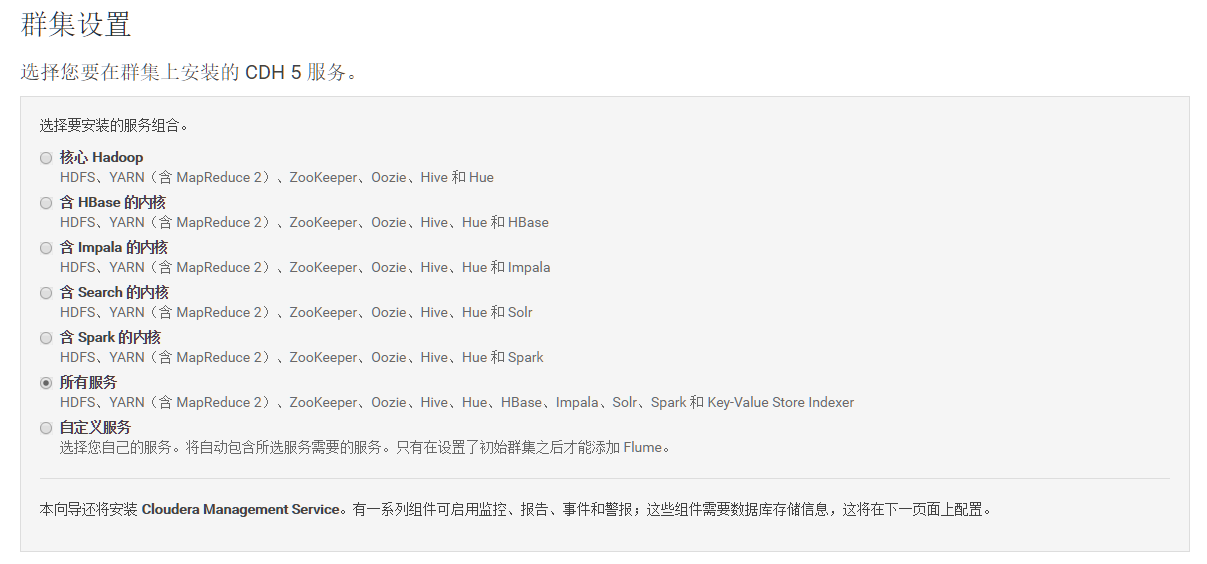 群集设置
选择您要在群集上安装的 CDH 5 服务。
选择要安装的服务组合。
核心 Hadoop
HDFS、YARN（含 MapReduce 2）、ZooKeeper、Oozie、Hive 和 Hue
含 HBase 的内核
HDFS、YARN（含 MapReduce 2）、ZooKeeper、Oozie、Hive、Hue 和 HBase
含 Impala 的内核
HDFS、YARN（含 MapReduce 2）、ZooKeeper、Oozie、Hive、Hue 和 Impala
含 Search 的内核
HDFS、YARN（含 MapReduce 2）、ZooKeeper、Oozie、Hive、Hue 和 Solr
含 Spark 的内核
HDFS、YARN（含 MapReduce 2）、ZooKeeper、Oozie、Hive、Hue 和 Spark
所有服务
HDFS、YARN（含 MapReduce 2）、ZooKeeper、Oozie、Hive、Hue、HBase、Impala、Solr、Spark 和 Key-Value Store Indexer
自定义服务
选择您自己的服务。将自动包含所选服务需要的服务。只有在设置了初始群集之后才能添加 Flume。
本向导还将安装 Cloudera Management Service。有一系列组件可启用监控、报告、事件和警报；这些组件需要数据库存储信息，这将在下一页面上配置。